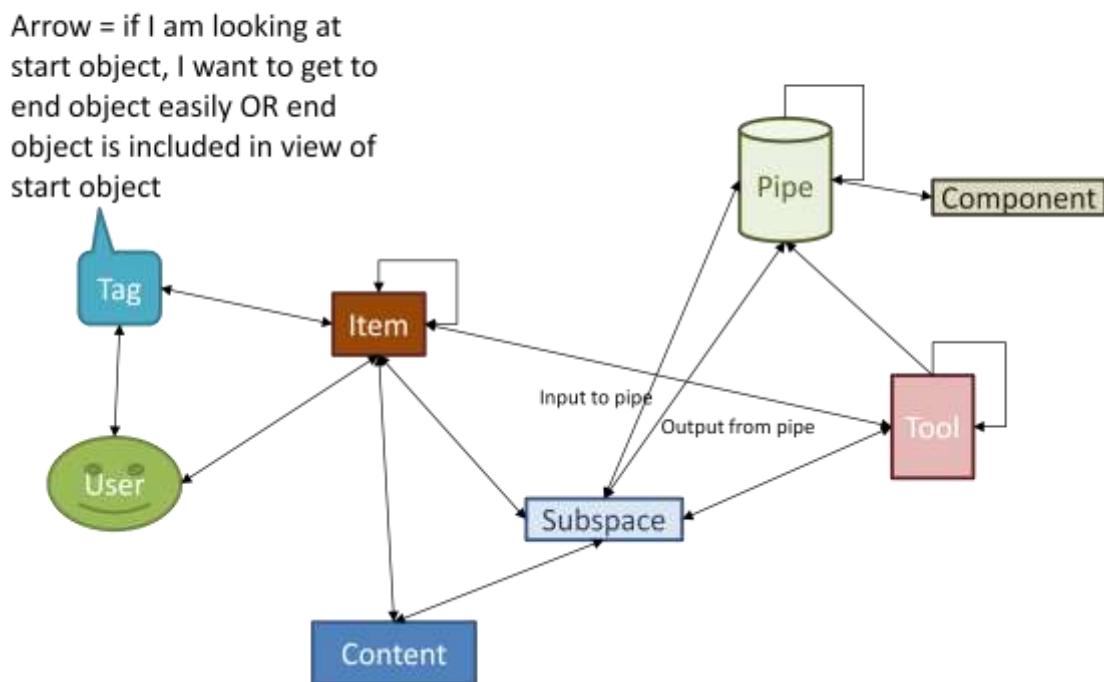 Arrow = if I am looking at
start object, I want to get to
end object easily OR end
object is included in view of
start object
Pipe
Component
Tag
Item
Input to pipe
Output from pipe
Tool
User
Subspace
Content